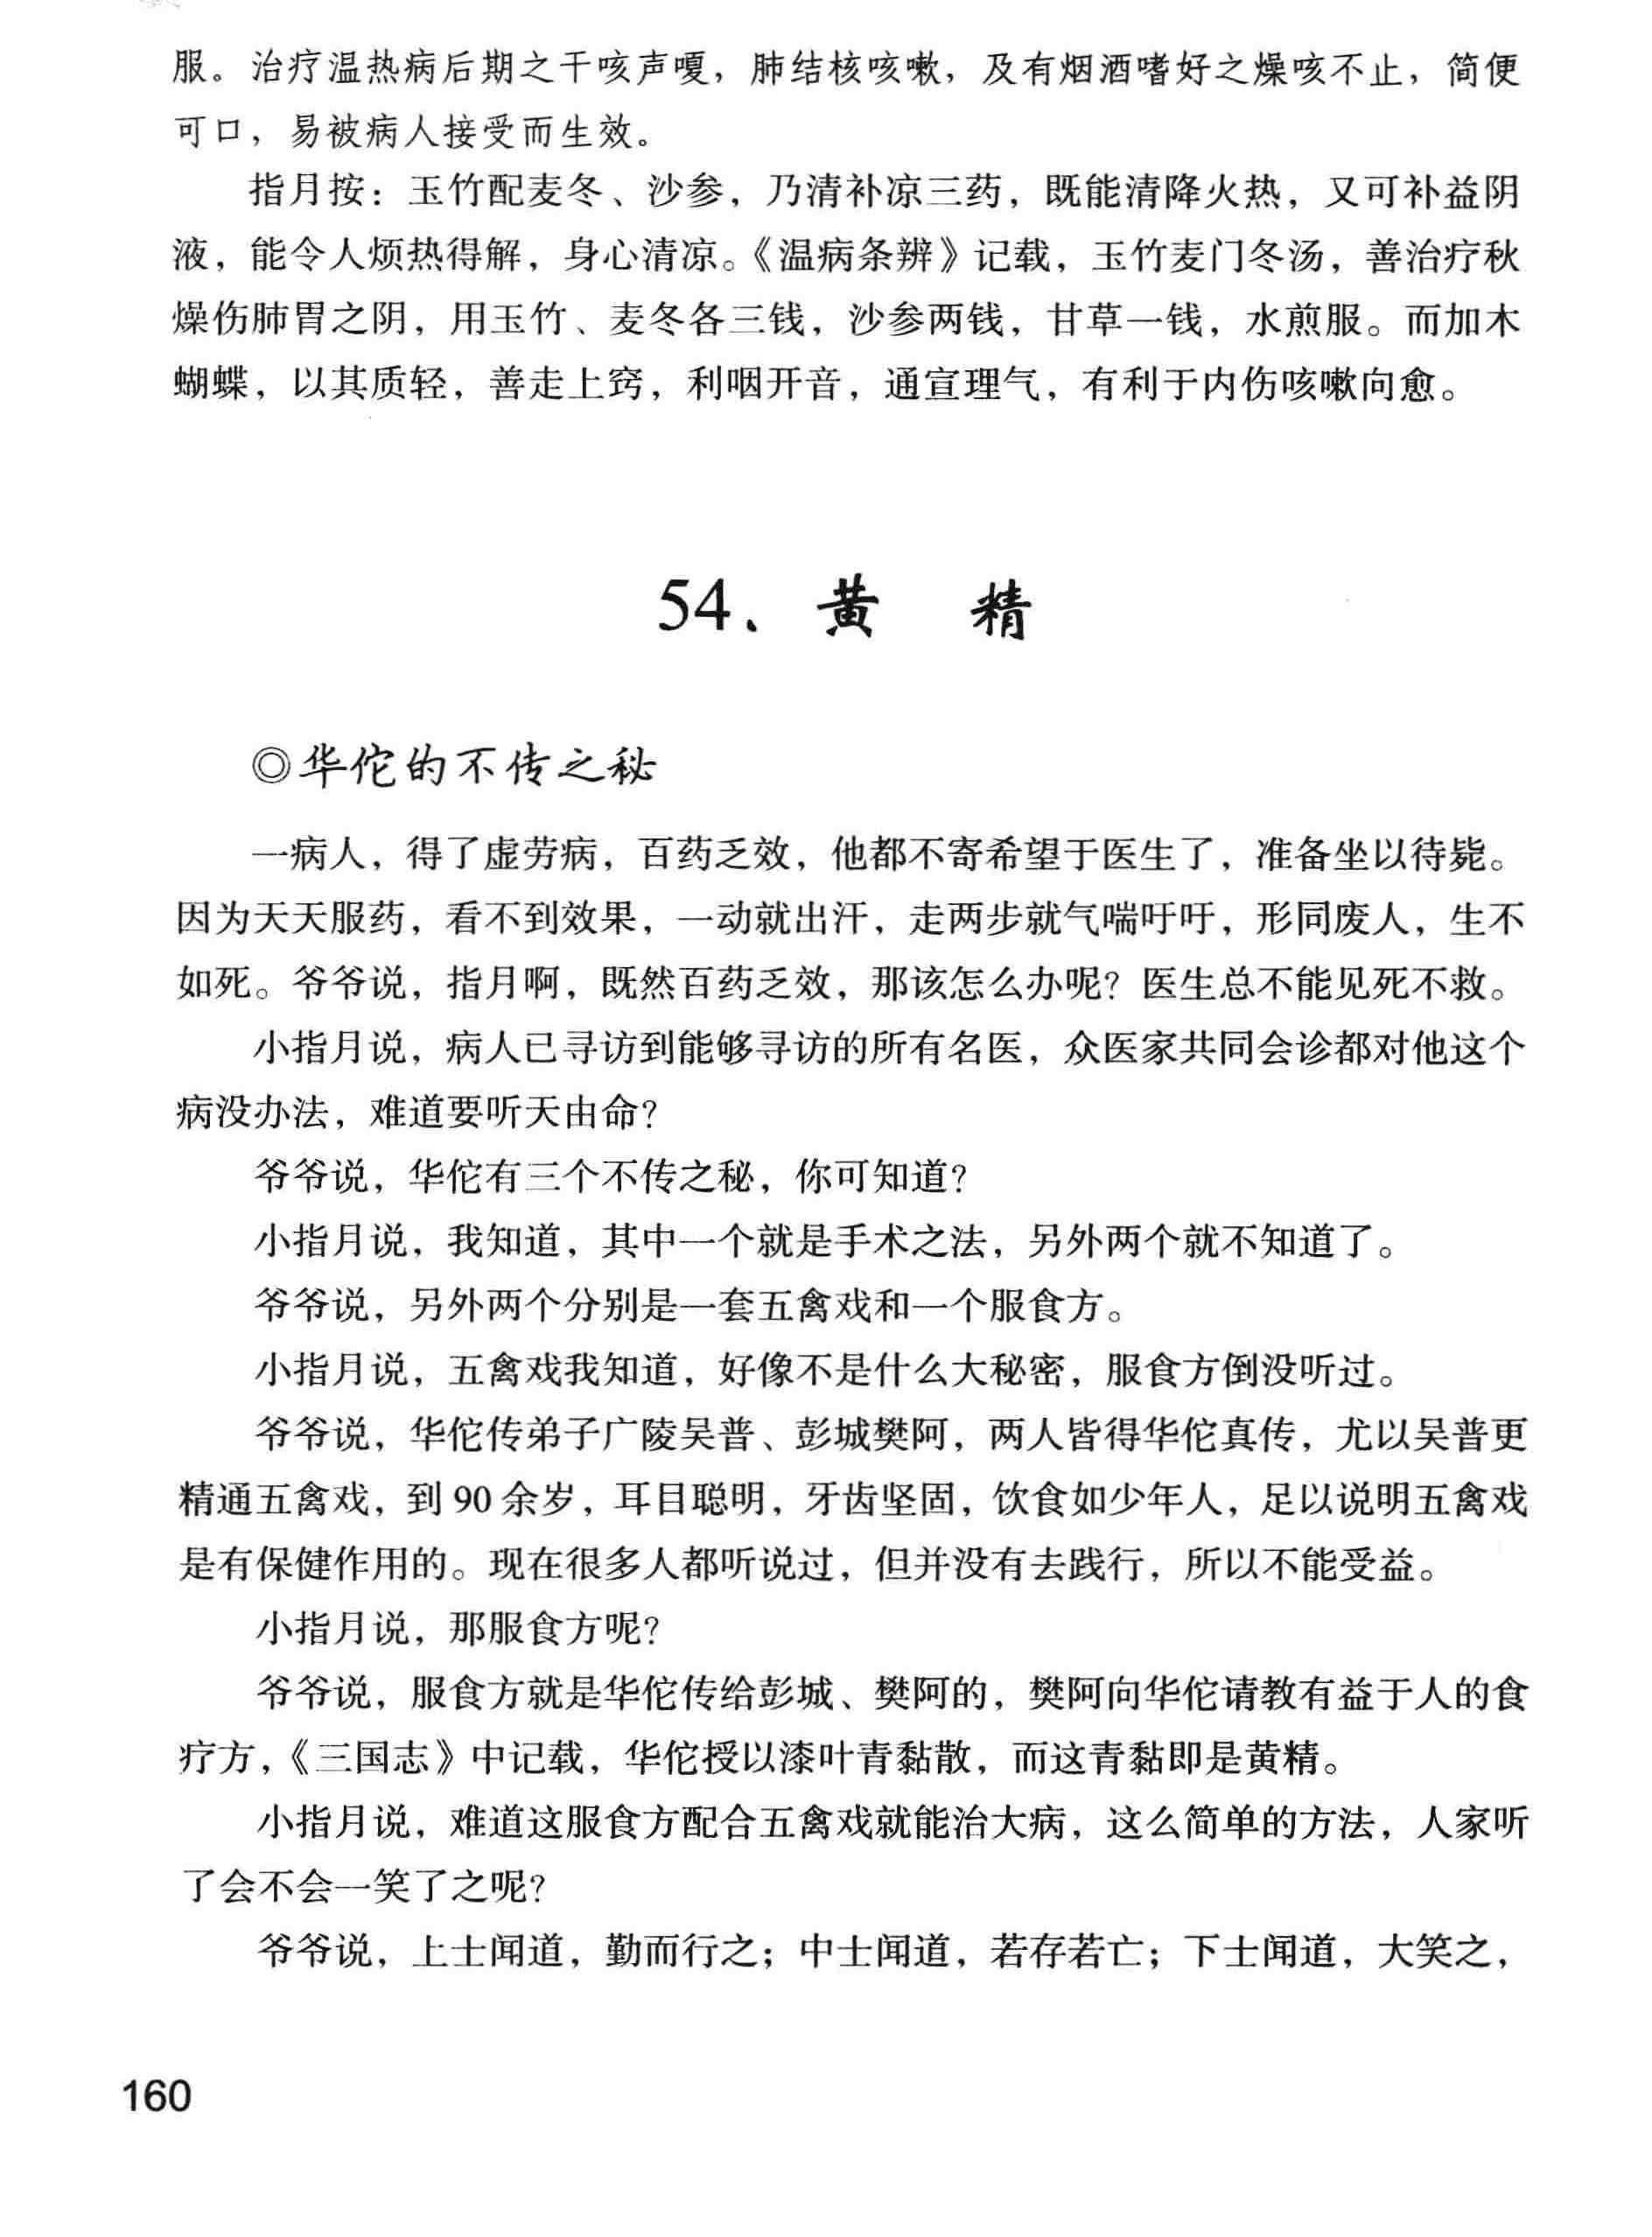 服。治疗温热病后期之干咳声嘎，肺结核咳嗽，及有烟酒嗜好之燥咳不止，简便
可口，易被病人接受而生效。
指月按：玉竹配麦冬、沙参，乃清补凉三药，既能清降火热，又可补益阴
液，能令人烦热得解，身心清凉。《温病条辨》记载，玉竹麦门冬汤，善治疗秋
燥伤肺胃之阴，用玉竹、麦冬各三钱，沙参两钱，甘草一钱，水煎服。而加木
蝴蝶，以其质轻，善走上窍，利咽开音，通宣理气，有利于内伤咳嗽向愈。
54、黄 精
◎华佗的不传之秘
一病人，得了虚劳病，百药乏效，他都不寄希望于医生了，准备坐以待毙。
因为天天服药，看不到效果，一动就出汗，走两步就气喘吁吁，形同废人，生不
如死。爷爷说，指月啊，既然百药乏效，那该怎么办呢？医生总不能见死不救。
小指月说，病人已寻访到能够寻访的所有名医，众医家共同会诊都对他这个
病没办法，难道要听天由命？
爷爷说，华佗有三个不传之秘，你可知道？
小指月说，我知道，其中一个就是手术之法，另外两个就不知道了。
爷爷说，另外两个分别是一套五禽戏和一个服食方。
小指月说，五禽戏我知道，好像不是什么大秘密，服食方倒没听过。
爷爷说，华佗传弟子广陵吴普、彭城樊阿，两人皆得华佗真传，尤以吴普更
精通五禽戏，到 90 余岁，耳目聪明，牙齿坚固，饮食如少年人，足以说明五禽戏
是有保健作用的。现在很多人都听说过，但并没有去践行，所以不能受益。
小指月说，那服食方呢？
爷爷说，服食方就是华佗传给彭城、樊阿的，樊阿向华佗请教有益于人的食
疗方，《三国志》中记载，华佗授以漆叶青黏散，而这青黏即是黄精。
小指月说，难道这服食方配合五禽戏就能治大病，这么简单的方法，人家听
了会不会一笑了之呢？
爷爷说，上士闻道，勤而行之；中士闻道，若存若亡；下士闻道，大笑之，
160